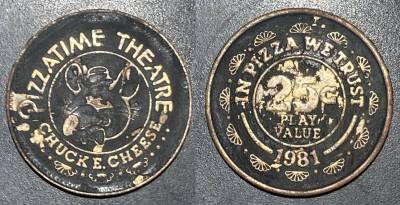 PIZZATIME THEATRE
CHUCK E. CHEESE
IN PIZZA WE TRUST
25¢
PLAY
VALUE
1981